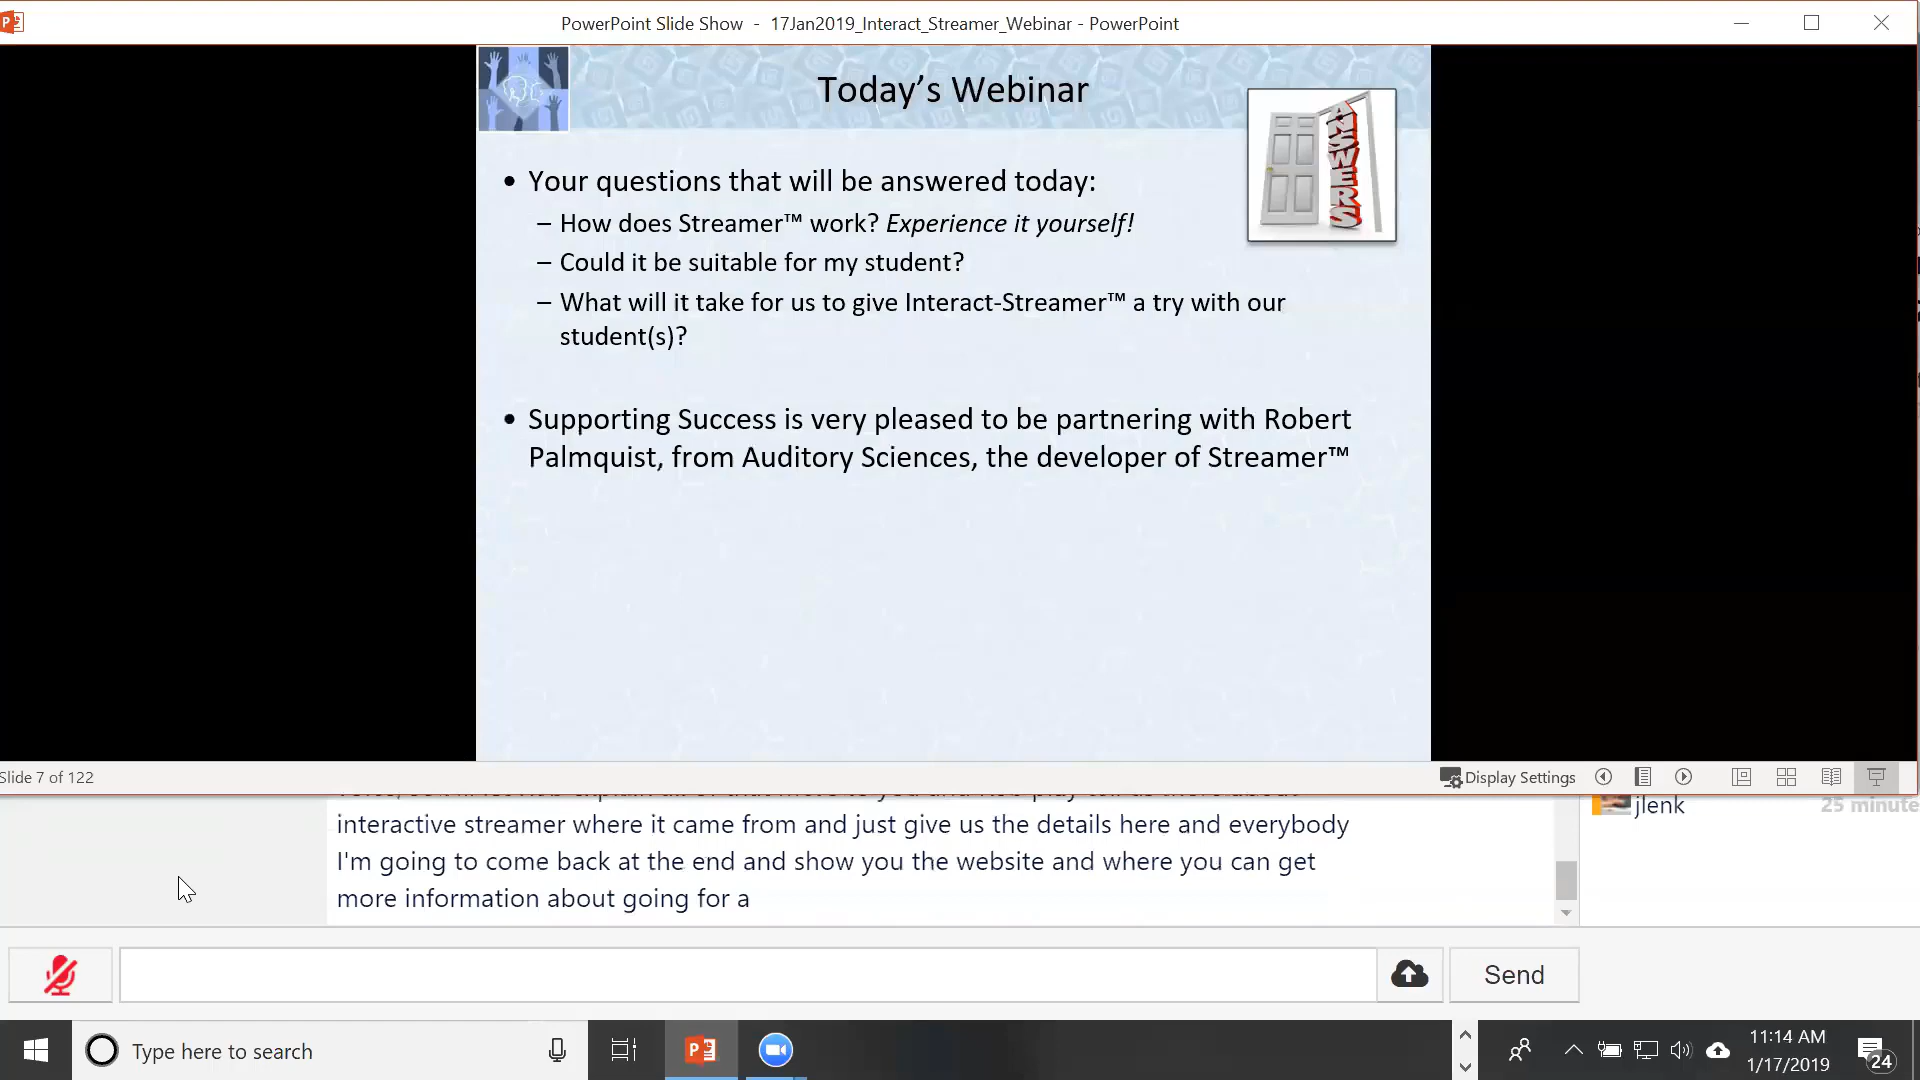 PowerPoint Slide Show - 17Jan2019_Interact_Streamer_Webinar - PowerPoint
Today's Webinar
ANSWERS
• Your questions that will be answered today:
– How does Streamer™ work? Experience it yourself!
– Could it be suitable for my student?
– What will it take for us to give Interact-Streamer™ a try with our
student(s)?
• Supporting Success is very pleased to be partnering with Robert
Palmquist, from Auditory Sciences, the developer of Streamer™
Slide 7 of 122
Display Settings
interactive streamer where it came from and just give us the details here and everybody
I'm going to come back at the end and show you the website and where you can get
more information about going for a
jlenk
25 minute
Send
Type here to search
11:14 AM
1/17/2019
24